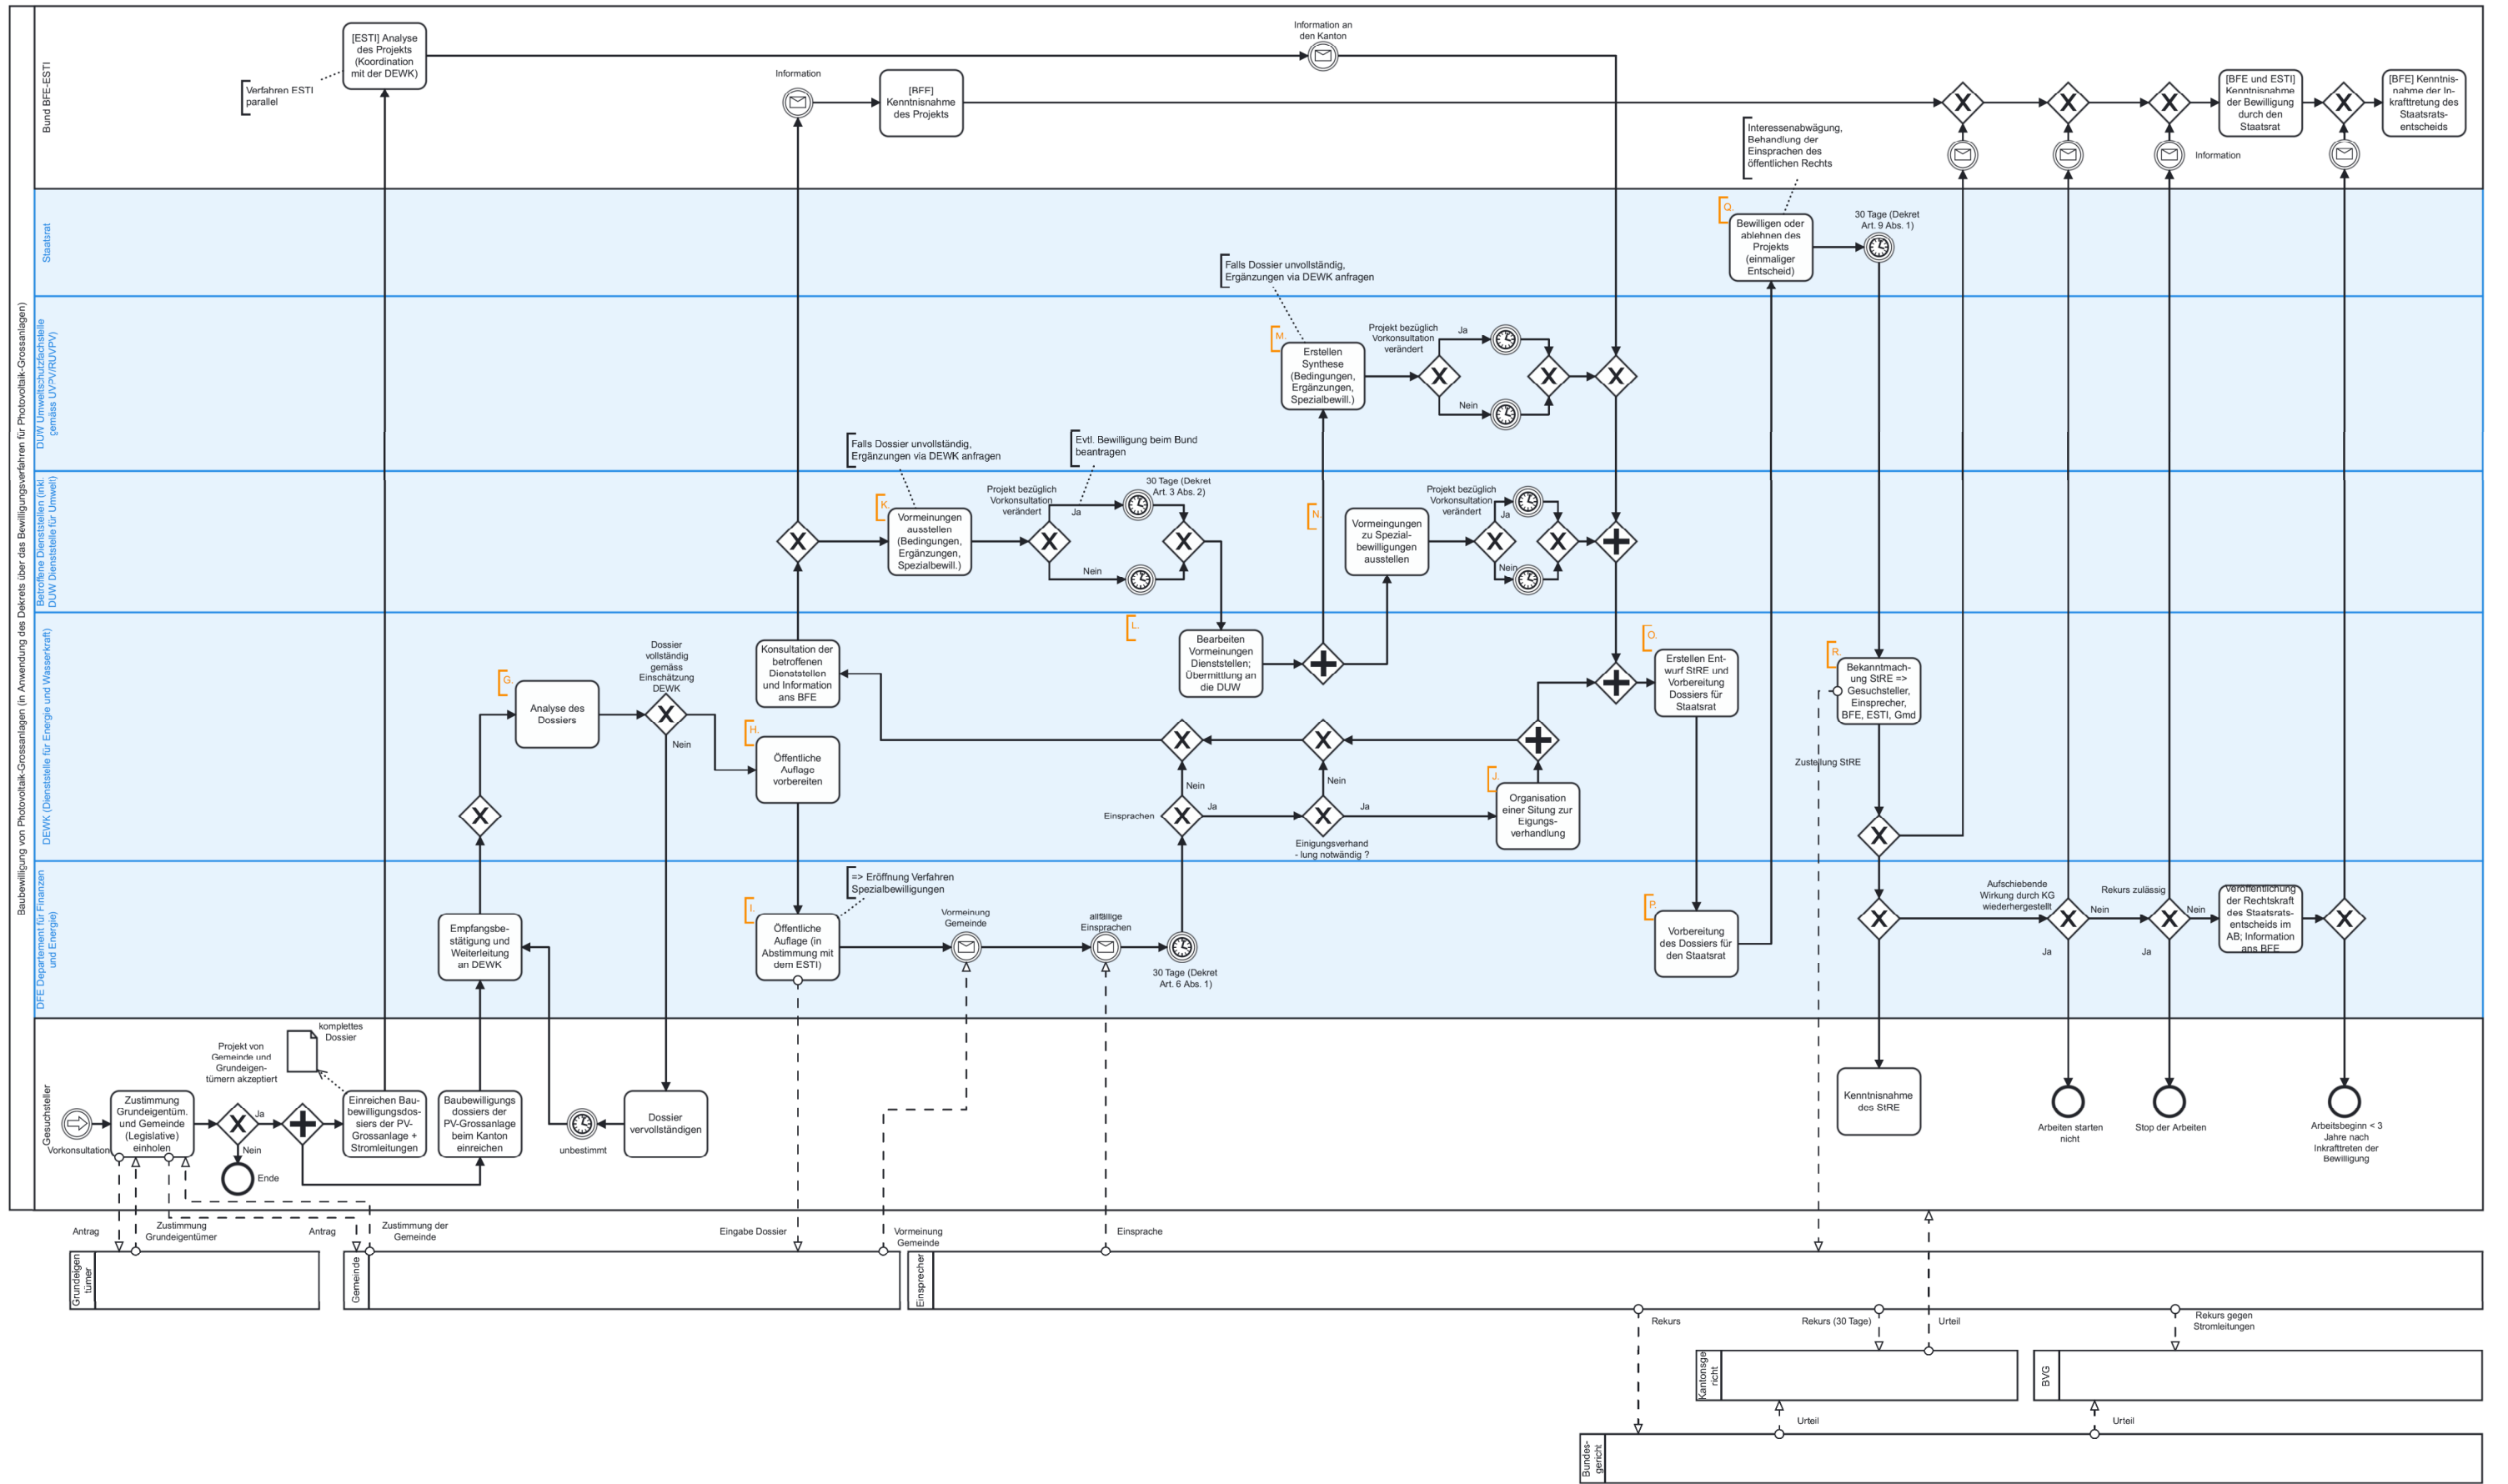 Baubewilligung von Photovoltaik-Grossanlagen (in Anwendung des Dekrets über das Bewilligungsverfahren für Photovoltaik-Grossanlagen)
Bund BFE-ESTI
[ESTI] Analyse
des Projekts
(Koordination
mit der DEWK)
Verfahren ESTI
parallel
Information
[BFE]
Kenntnisnahme
des Projekts
Information an
den Kanton
Interessenabwägung,
Behandlung der
Einsprachen des
öffentlichen Rechts
Information
[BFE und ESTI]
Kenntnisnahme
der Bewilligung
durch den
Staatsrat
[BFE] Kenntnis-
nahme der In-
krafttretung des
Staatsrats-
entscheids
Staatsrat
Q.
Bewilligen oder
ablehnen des
Projekts
(einmaliger
Entscheid)
30 Tage (Dekret
Art. 9 Abs. 1)
DUW Umweltschutzfachstelle
gemäss UVPV/RUVPV)
Falls Dossier unvollständig,
Ergänzungen via DEWK anfragen
M.
Erstellen
Synthese
(Bedingungen,
Ergänzungen,
Spezialbewill.)
Projekt bezüglich
Vorkonsultation
verändert
Ja
Nein
Betroffene Dienststellen (inkl.
DUW Dienststelle für Umwelt)
Falls Dossier unvollständig,
Ergänzungen via DEWK anfragen
Evtl. Bewilligung beim Bund
beantragen
K.
Vormeinungen
ausstellen
(Bedingungen,
Ergänzungen,
Spezialbewill.)
Projekt bezüglich
Vorkonsultation
verändert
Ja
Nein
30 Tage (Dekret
Art. 3 Abs. 2)
N.
Vormeingungen
zu Spezial-
bewilligungen
ausstellen
Projekt bezüglich
Vorkonsultation
verändert
Ja
Nein
DEWK (Dienststelle für Energie und Wasserkraft)
G.
Analyse des
Dossiers
Dossier
vollständig
gemäss
Einschätzung
DEWK
Nein
Konsultation der
betroffenen
Dienststellen
und Information
ans BFE
H.
Öffentliche
Auflage
vorbereiten
L.
Bearbeiten
Vormeinungen
Dienststellen;
Übermittlung an
die DUW
Einsprachen
Nein
Ja
Nein
Ja
Einigungsverhand
- lung notwändig ?
J.
Organisation
einer Situng zur
Eigungs-
verhandlung
O.
Erstellen Ent-
wurf StRE und
Vorbereitung
Dossiers für
Staatsrat
R.
Bekanntmach-
ung StRE =>
Gesuchsteller,
Einsprecher,
BFE, ESTI, Gmd
Zustellung StRE
DFE Departement für Finanzen
und Energie)
Empfangsbe-
stätigung und
Weiterleitung
an DEWK
I.
Öffentliche
Auflage (in
Abstimmung mit
dem ESTI)
=> Eröffnung Verfahren
Spezialbewilligungen
Vormeinung
Gemeinde
allfällige
Einsprachen
30 Tage (Dekret
Art. 6 Abs. 1)
P.
Vorbereitung
des Dossiers für
den Staatsrat
Aufschiebende
Wirkung durch KG
wiederhergestellt
Nein
Ja
Rekurs zulässig
Nein
Ja
Veröffentlichung
der Rechtskraft
des Staatsrats-
entscheids im
AB; Information
ans BFE
Gesuchsteller
Vorkonsultation
Zustimmung
Grundeigentüm.
und Gemeinde
(Legislative)
einholen
Projekt von
Gemeinde und
Grundeigen-
tümern akzeptiert
Ja
Nein
Ende
komplettes
Dossier
Einreichen Bau-
bewilligungsdos-
siers der PV-
Grossanlage +
Stromleitungen
Baubewilligungs
dossiers der
PV-Grossanlage
beim Kanton
einreichen
unbestimmt
Dossier
vervollständigen
Kenntnisnahme
des StRE
Arbeiten starten
nicht
Stop der Arbeiten
Arbeitsbeginn < 3
Jahre nach
Inkrafttreten der
Bewilligung
Antrag
Zustimmung
Grundeigentümer
Antrag
Zustimmung der
Gemeinde
Eingabe Dossier
Vormeinung
Gemeinde
Einsprache
Grundeigen
tümer
Gemeinde
Einsprecher
Rekurs
Rekurs (30 Tage)
Urteil
Rekurs gegen
Stromleitungen
Kantonsge
richt
BVG
Urteil
Urteil
Bundes-
gericht